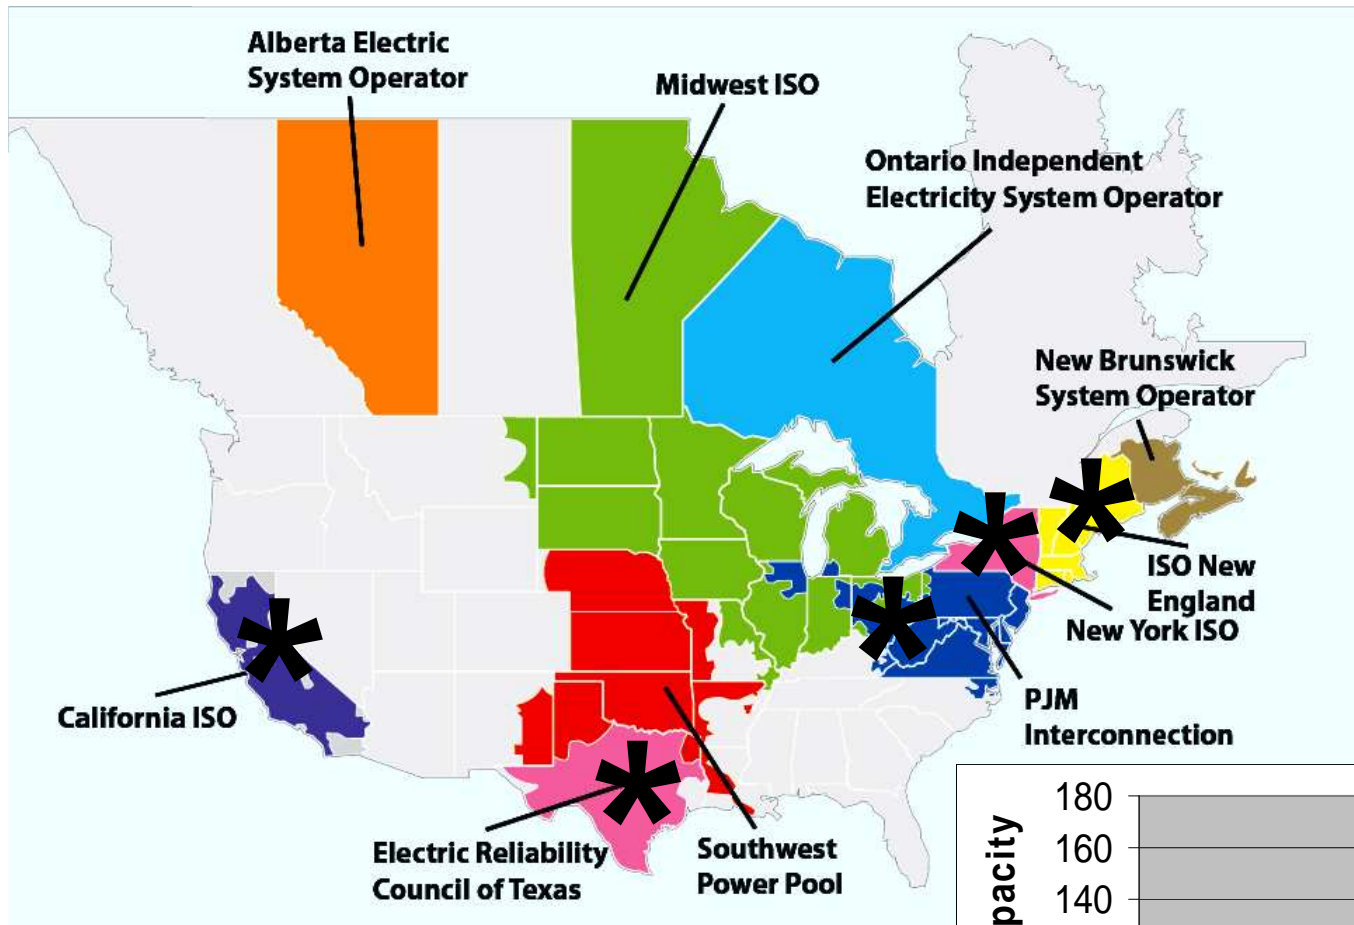 Alberta Electric
System Operator
Midwest ISO
Ontario Independent
Electricity System Operator
New Brunswick
System Operator
ISO New
England
New York ISO
PJM
Interconnection
California ISO
Electric Reliability
Council of Texas
Southwest
Power Pool
180
160
140
pacity